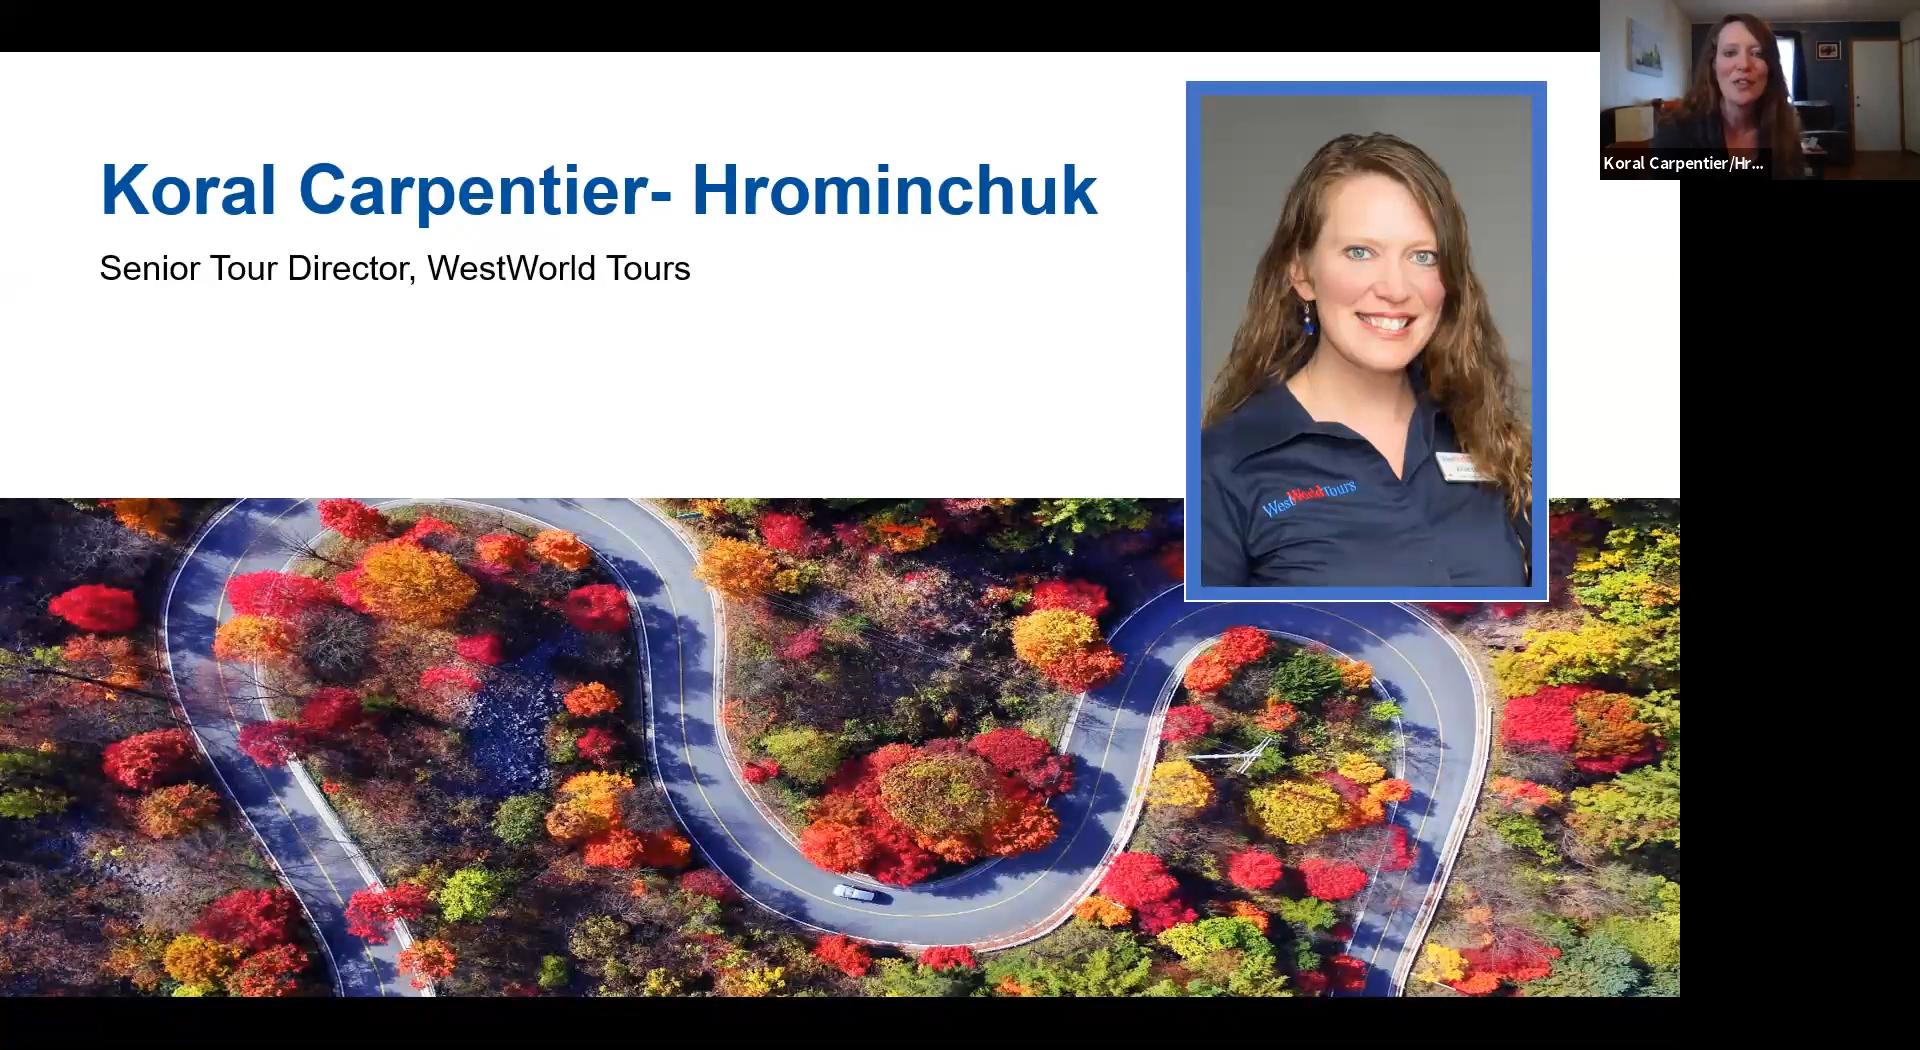 Koral Carpentier- Hrominchuk
Senior Tour Director, WestWorld Tours
WestWorldTours
Koral Carpentier/Hr...